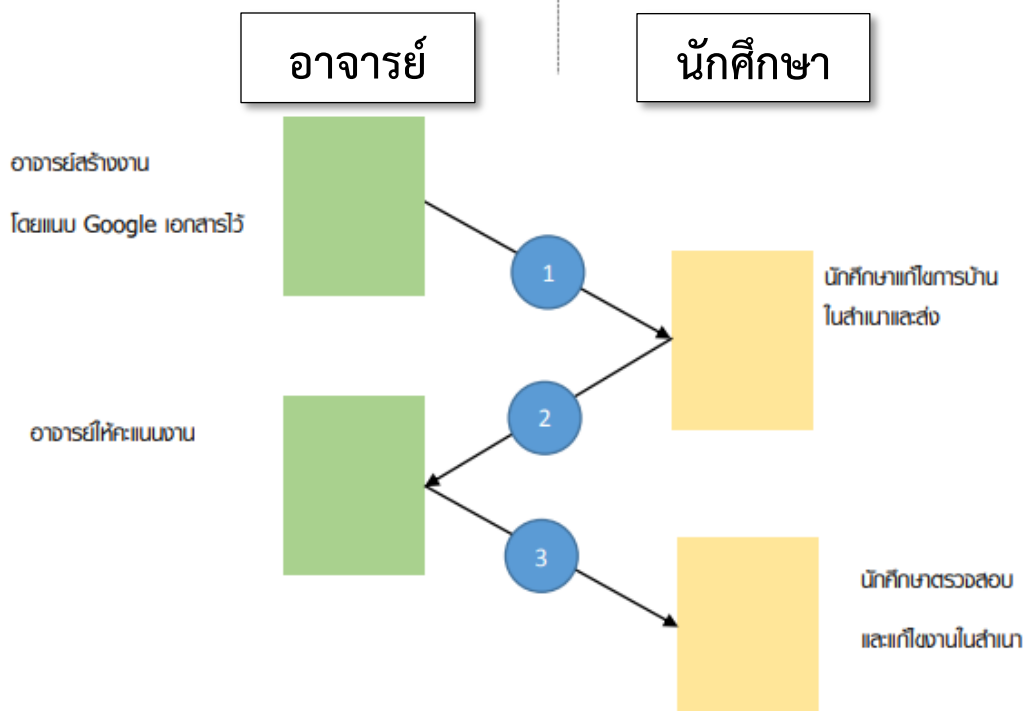 อาจารย์
นักศึกษา
อาจารย์สร้างงาน
โดยแนบ Google เอกสารไว้
1
นักศึกษาแก้ไขการบ้าน
ในสำเนาและส่ง
2
อาจารย์ให้คะแนนงาน
3
นักศึกษาตรวจสอบ
และแก้ไขงานในสำเนา